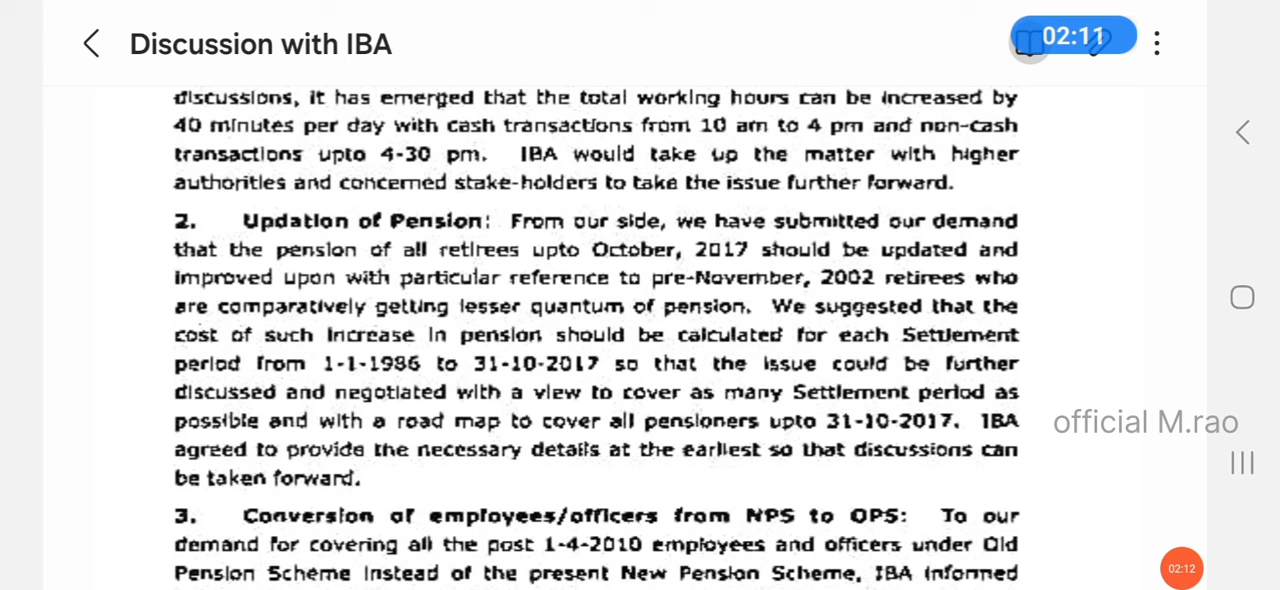 Discussion with IBA
02:11
discussions, it has emerged that the total working hours can be increased by
40 minutes per day with cash transactions from 10 am to 4 pm and non-cash
transactions upto 4-30 pm. IBA would take up the matter with higher
authorities and concerned stake-holders to take the issue further forward.
2. Updation of Pension: From our side, we have submitted our demand
that the pension of all retirees upto October, 2017 should be updated and
improved upon with particular reference to pre-November, 2002 retirees who
are comparatively getting lesser quantum of pension. We suggested that the
cost of such increase in pension should be calculated for each Settlement
period from 1-1-1986 to 31-10-2017 so that the issue could be further
discussed and negotiated with a view to cover as many Settlement period as
possible and with a road map to cover all pensioners upto 31-10-2017. IBA
agreed to provide the necessary details at the earliest so that discussions can
be taken forward.
official M.rao
3. Conversion of employees/officers from NPS to OPS: To our
demand for covering all the post 1-4-2010 employees and officers under Old
Pension Scheme instead of the present New Pension Scheme, IBA informed
02:12